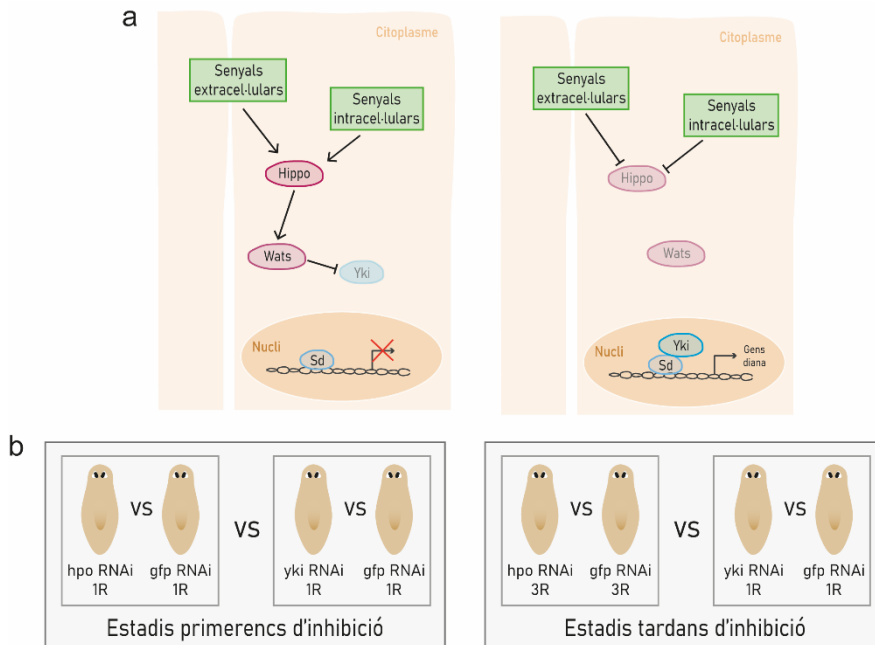 a
Citoplasme
Senyals
extracel·lulars
Senyals
intracel·lulars
Hippo
Wats
Yki
Nucli
Sd
Citoplasme
Senyals
extracel·lulars
Senyals
intracel·lulars
Hippo
Wats
Nucli
Yki
Sd
Gens
diana
b
hpo RNAi
1R
vs
gfp RNAi
1R
vs
yki RNAi
1R
vs
gfp RNAi
1R
Estadis primerencs d'inhibició
hpo RNAi
3R
vs
gfp RNAi
3R
vs
yki RNAi
1R
vs
gfp RNAi
1R
Estadis tardans d'inhibició